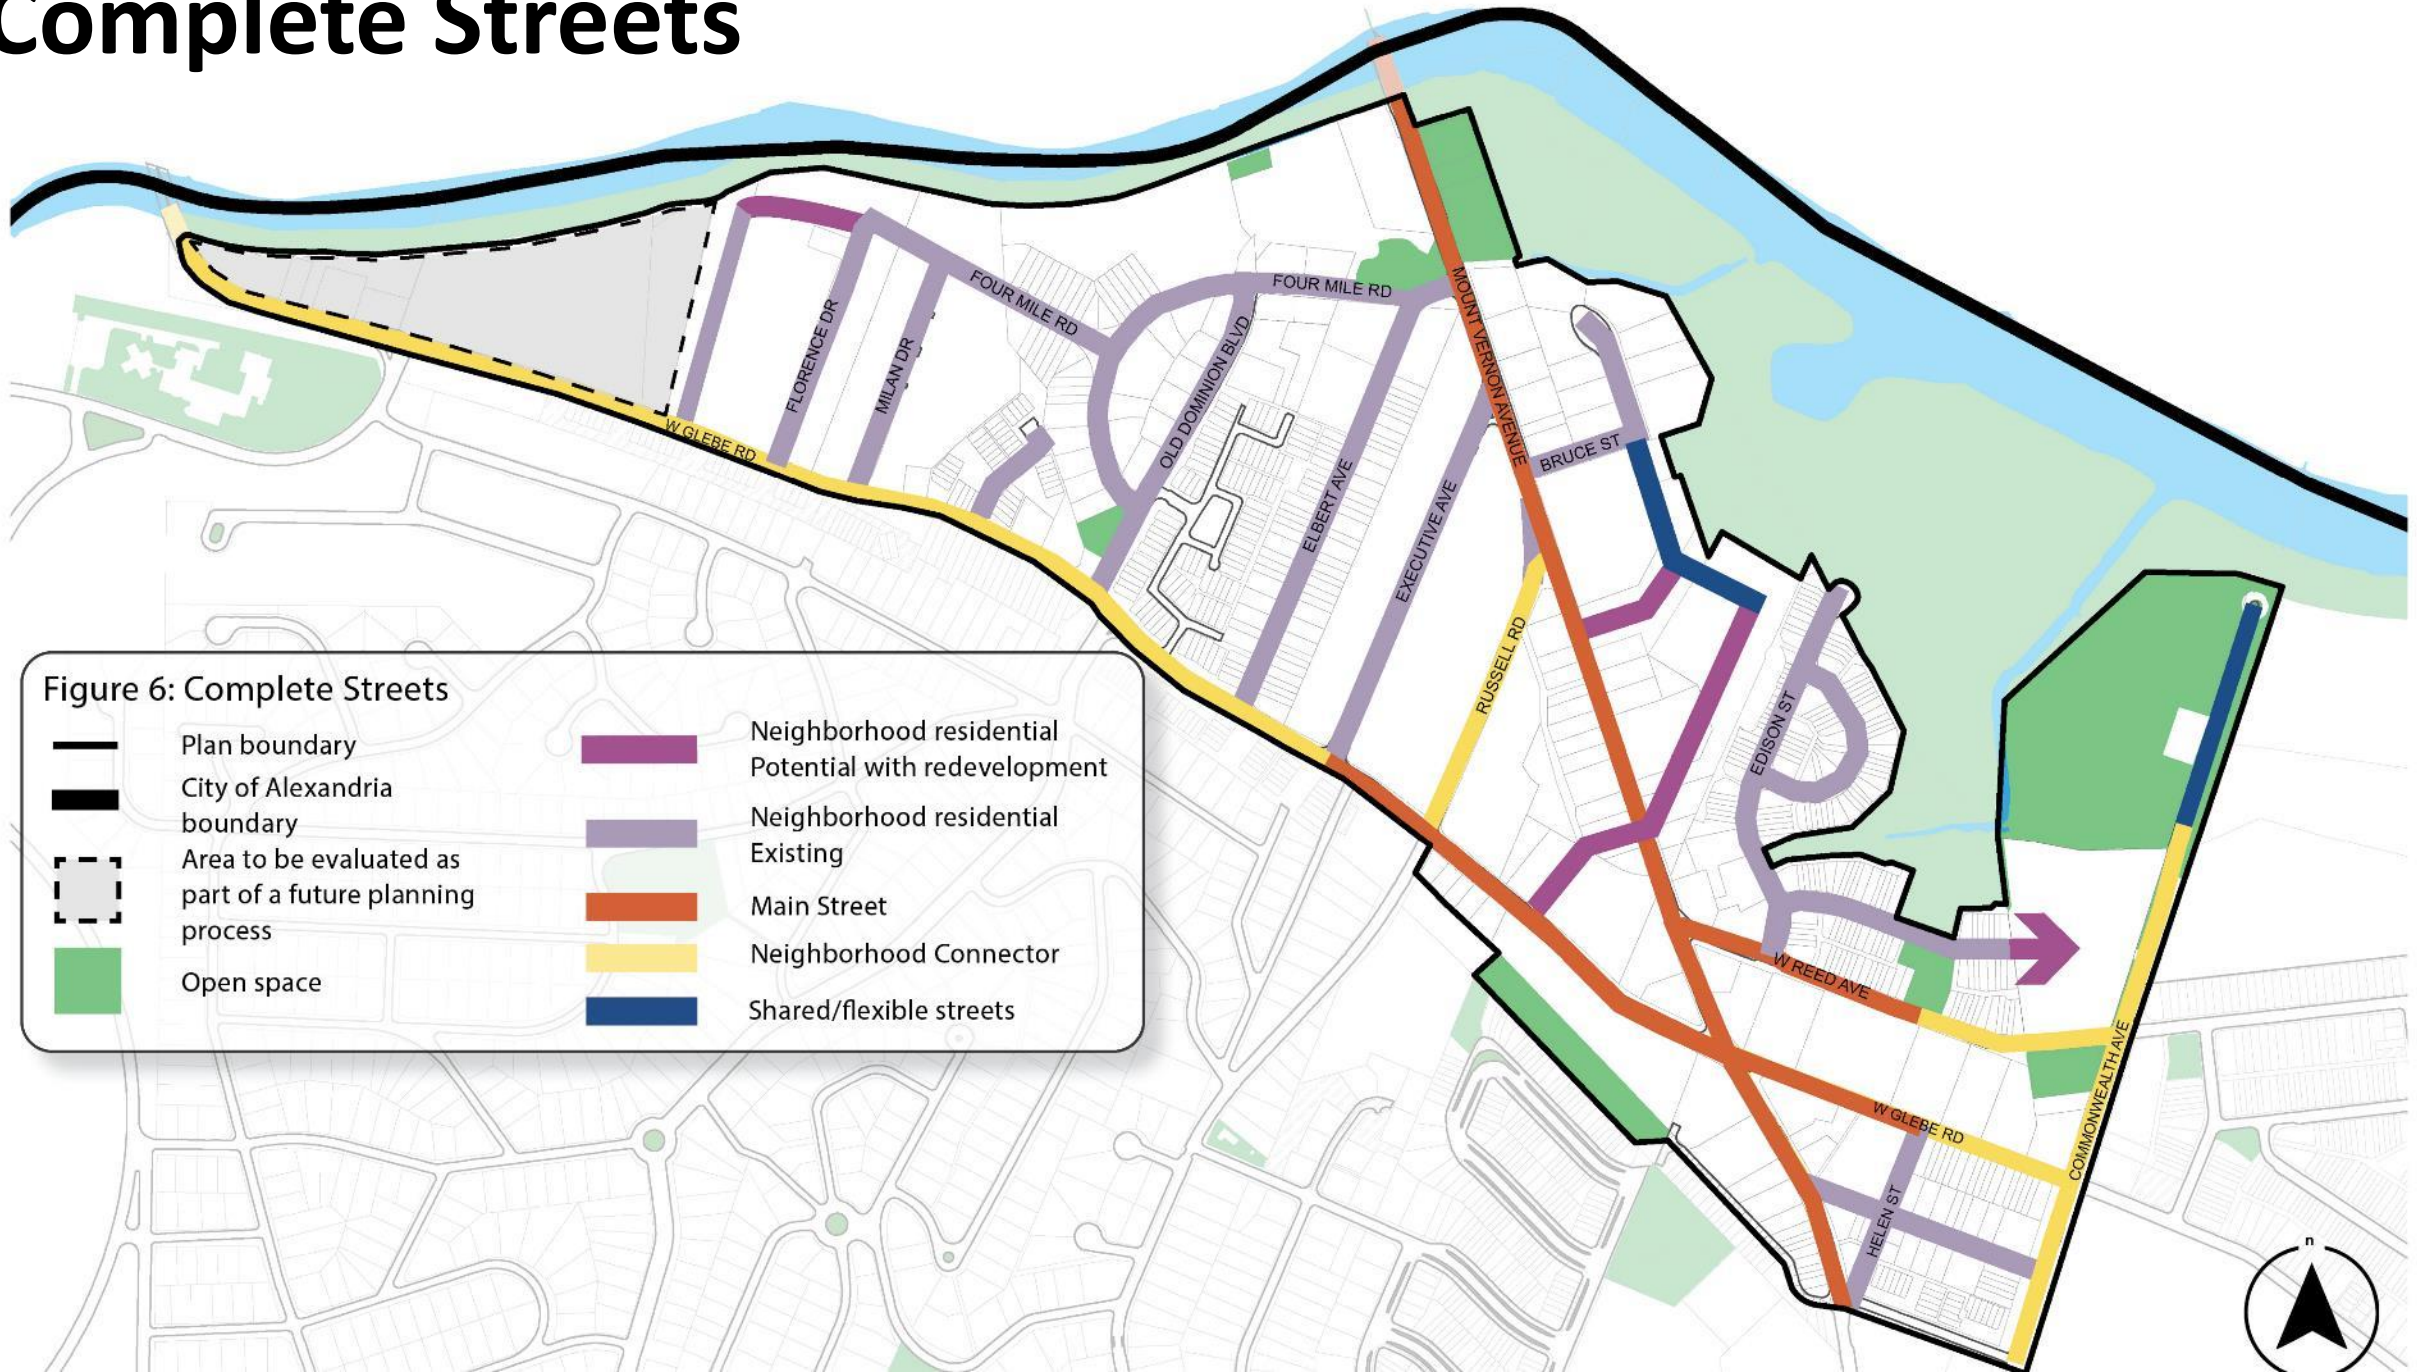 Complete Streets
FOUR MILE RD
FOUR MILE RD
FLORENCE DR
MILAN DR
OLD DOMINION BLVD
MOUNT VERNON AVENUE
W GLEBE RD
BRUCE ST
ELBERT AVE
EXECUTIVE AVE
RUSSELL RD
EDISON ST
W REED AVE
W GLEBE RD
COMMONWEALTH AVE
HELEN ST
n
Figure 6: Complete Streets
Plan boundary
City of Alexandria
boundary
Area to be evaluated as
part of a future planning
process
Open space
Neighborhood residential
Potential with redevelopment
Neighborhood residential
Existing
Main Street
Neighborhood Connector
Shared/flexible streets